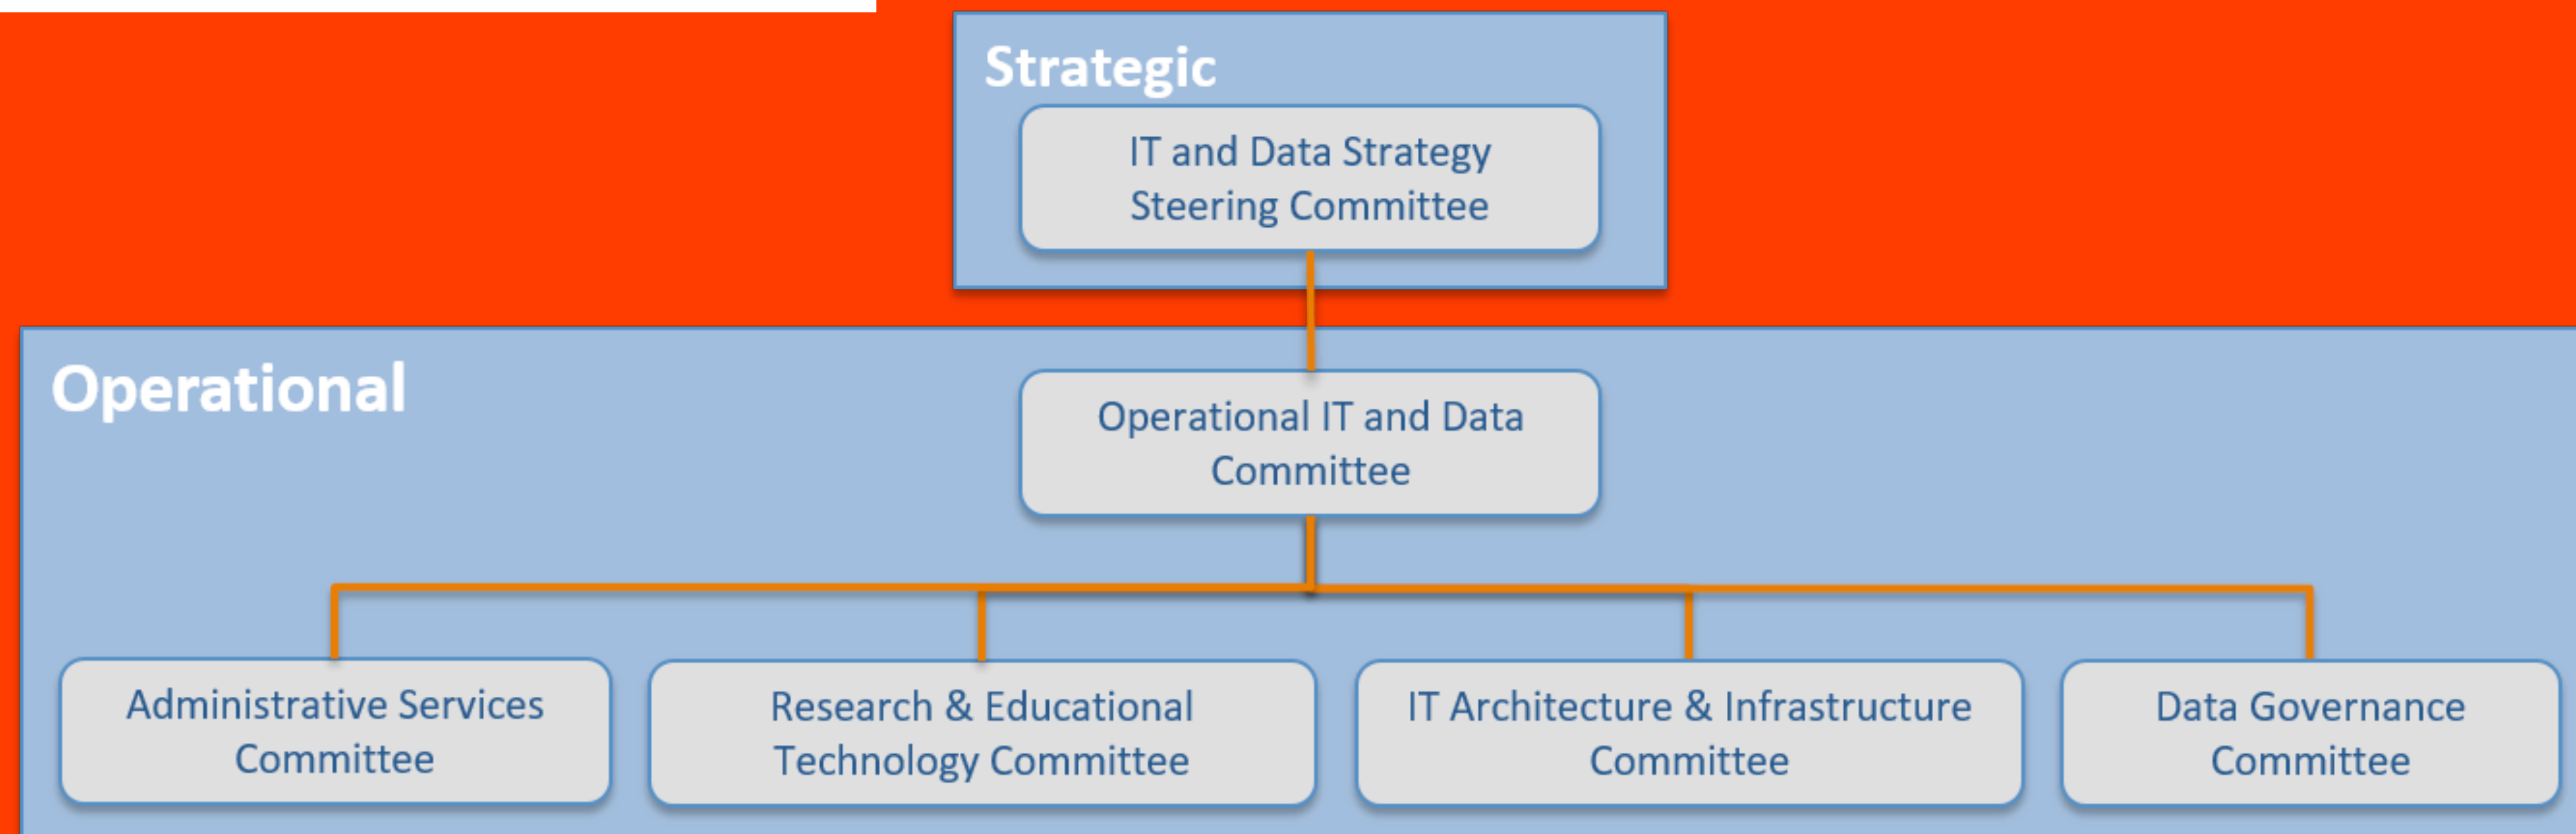 Strategic
IT and Data Strategy
Steering Committee
Operational
Operational IT and Data
Committee
Administrative Services
Committee
Research & Educational
Technology Committee
IT Architecture & Infrastructure
Committee
Data Governance
Committee